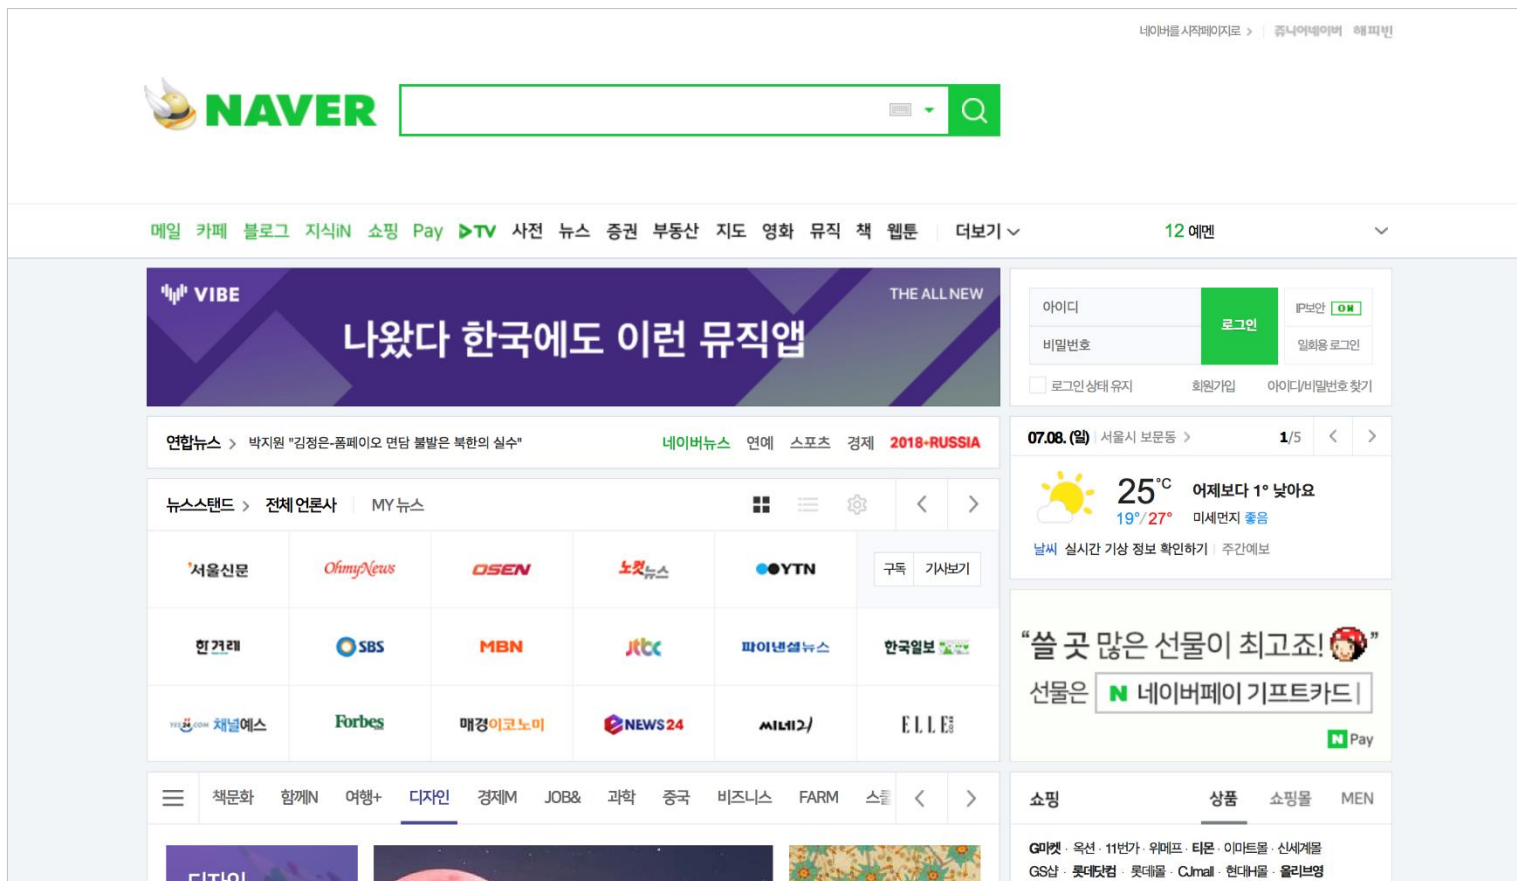 네이버를 시작페이지로 > 쥬니어네이버 해피빈
NAVER
메일 카페 블로그 지식iN 쇼핑 Pay TV 사전 뉴스 증권 부동산 지도 영화 뮤직 책 웹툰 더보기 12 예멘
VIBE
THE ALL NEW
나왔다 한국에도 이런 뮤직앱
아이디
비밀번호
로그인
IP보안 ON
일회용 로그인
로그인 상태 유지 회원가입 아이디/비밀번호 찾기
연합뉴스 > 박지원 "김정은-폼페이오 면담 불발은 북한의 실수" 네이버뉴스 연예 스포츠 경제 2018•RUSSIA
07.08. (일) 서울시 보문동 > 1/5 < >
25°C 어제보다 1° 낮아요
19°/27° 미세먼지 좋음
날씨 실시간 기상 정보 확인하기 주간예보
뉴스스탠드 > 전체 언론사 MY 뉴스 < >
서울신문 OhmyNews OSEN 노컷뉴스 YTN 구독 기사보기
한겨레 SBS MBN jtbc 파이낸셜뉴스 한국일보
YES24.COM 채널예스 Forbes 매경이코노미 eNEWS24 씨네21 ELLE
“쓸 곳 많은 선물이 최고죠! ”
선물은 N 네이버페이 기프트카드
N Pay
책문화 함께N 여행+ 디자인 경제M JOB& 과학 중국 비즈니스 FARM < >
쇼핑 상품 쇼핑몰 MEN
G마켓 · 옥션 · 11번가 · 위메프 · 티몬 · 이마트몰 · 신세계몰
GS샵 · 롯데닷컴 · 롯데몰 · CJmall · 현대H몰 · 올리브영
디자인